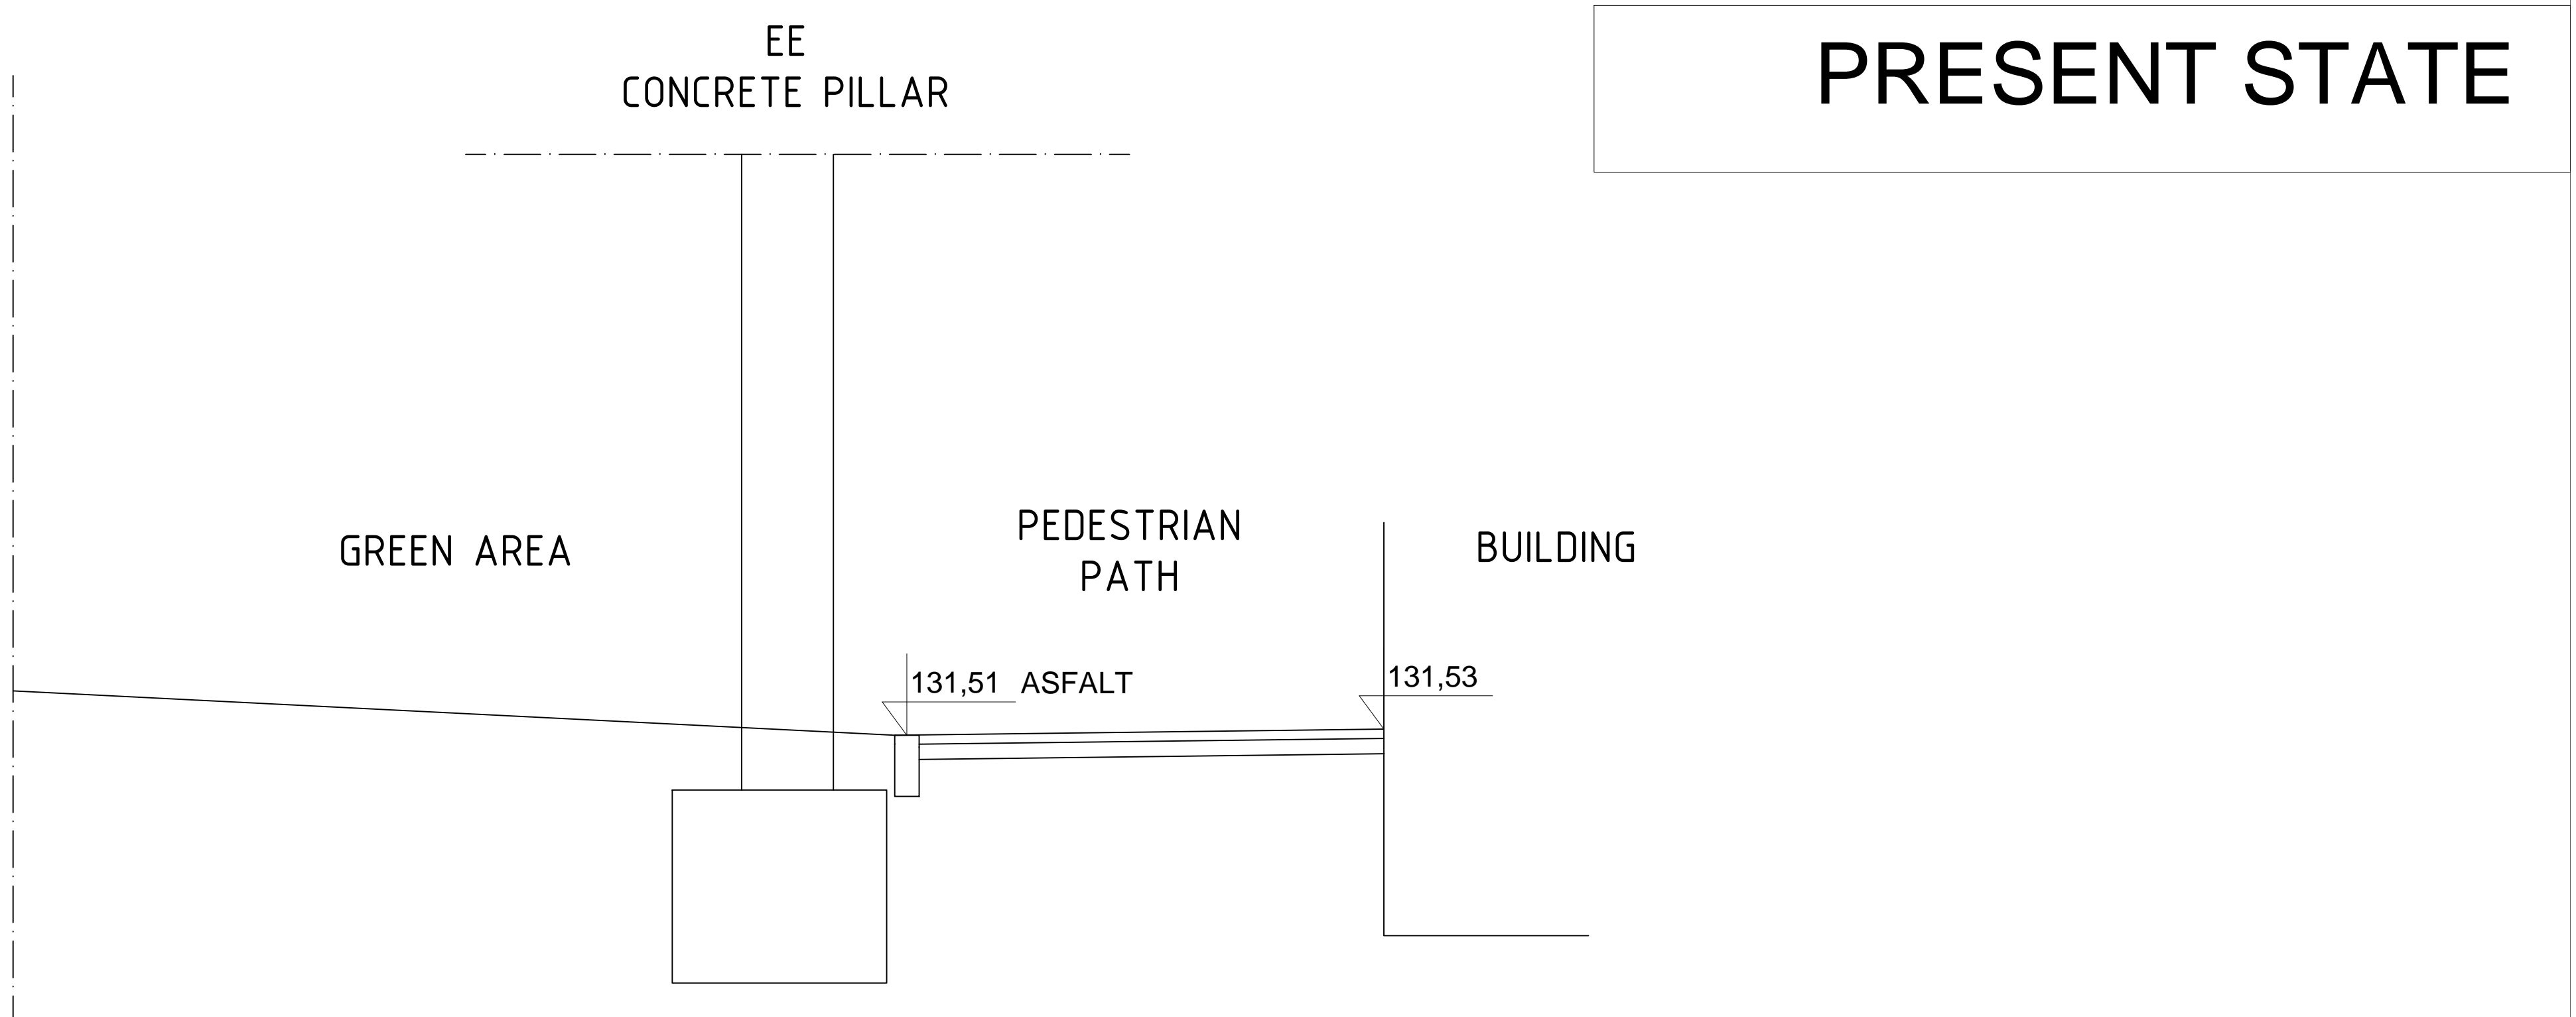 EE
CONCRETE PILLAR
PRESENT STATE
GREEN AREA
PEDESTRIAN
PATH
BUILDING
131,51 ASFALT
131,53